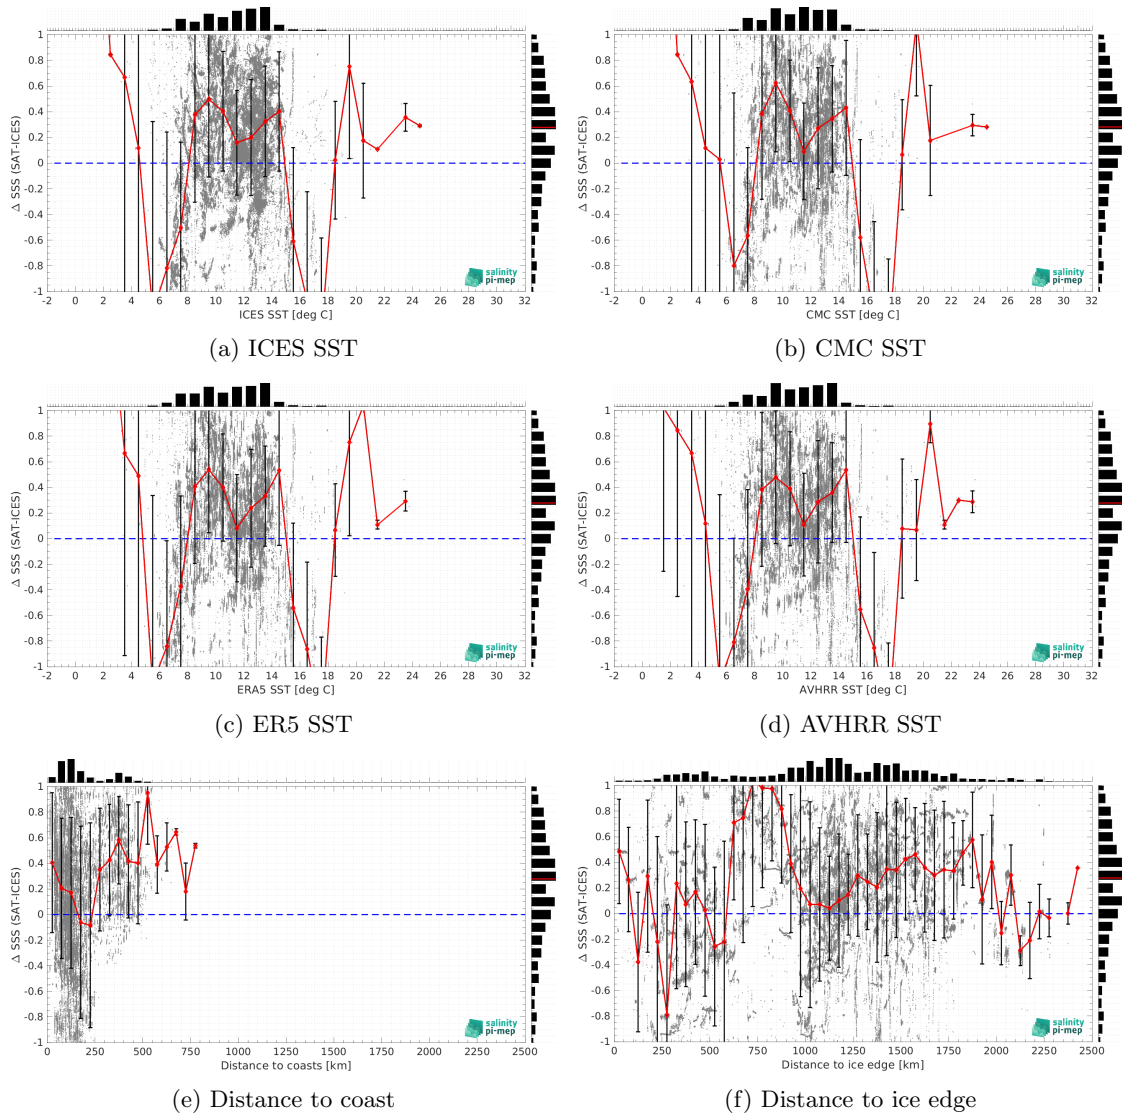 1
0.8
0.6
0.4
0.2
0
-0.2
-0.4
-0.6
-0.8
-1
Δ SSS (SAT-ICES)
-2 0 2 4 6 8 10 12 14 16 18 20 22 24 26 28 30 32
ICES SST [deg C]
salinity
pi-mep
(a) ICES SST
1
0.8
0.6
0.4
0.2
0
-0.2
-0.4
-0.6
-0.8
-1
Δ SSS (SAT-ICES)
-2 0 2 4 6 8 10 12 14 16 18 20 22 24 26 28 30 32
CMC SST [deg C]
salinity
pi-mep
(b) CMC SST
1
0.8
0.6
0.4
0.2
0
-0.2
-0.4
-0.6
-0.8
-1
Δ SSS (SAT-ICES)
-2 0 2 4 6 8 10 12 14 16 18 20 22 24 26 28 30 32
ERA5 SST [deg C]
salinity
pi-mep
(c) ER5 SST
1
0.8
0.6
0.4
0.2
0
-0.2
-0.4
-0.6
-0.8
-1
Δ SSS (SAT-ICES)
-2 0 2 4 6 8 10 12 14 16 18 20 22 24 26 28 30 32
AVHRR SST [deg C]
salinity
pi-mep
(d) AVHRR SST
1
0.8
0.6
0.4
0.2
0
-0.2
-0.4
-0.6
-0.8
-1
Δ SSS (SAT-ICES)
0 250 500 750 1000 1250 1500 1750 2000 2250 2500
Distance to coasts [km]
salinity
pi-mep
(e) Distance to coast
1
0.8
0.6
0.4
0.2
0
-0.2
-0.4
-0.6
-0.8
-1
Δ SSS (SAT-ICES)
0 250 500 750 1000 1250 1500 1750 2000 2250 2500
Distance to ice edge [km]
salinity
pi-mep
(f) Distance to ice edge